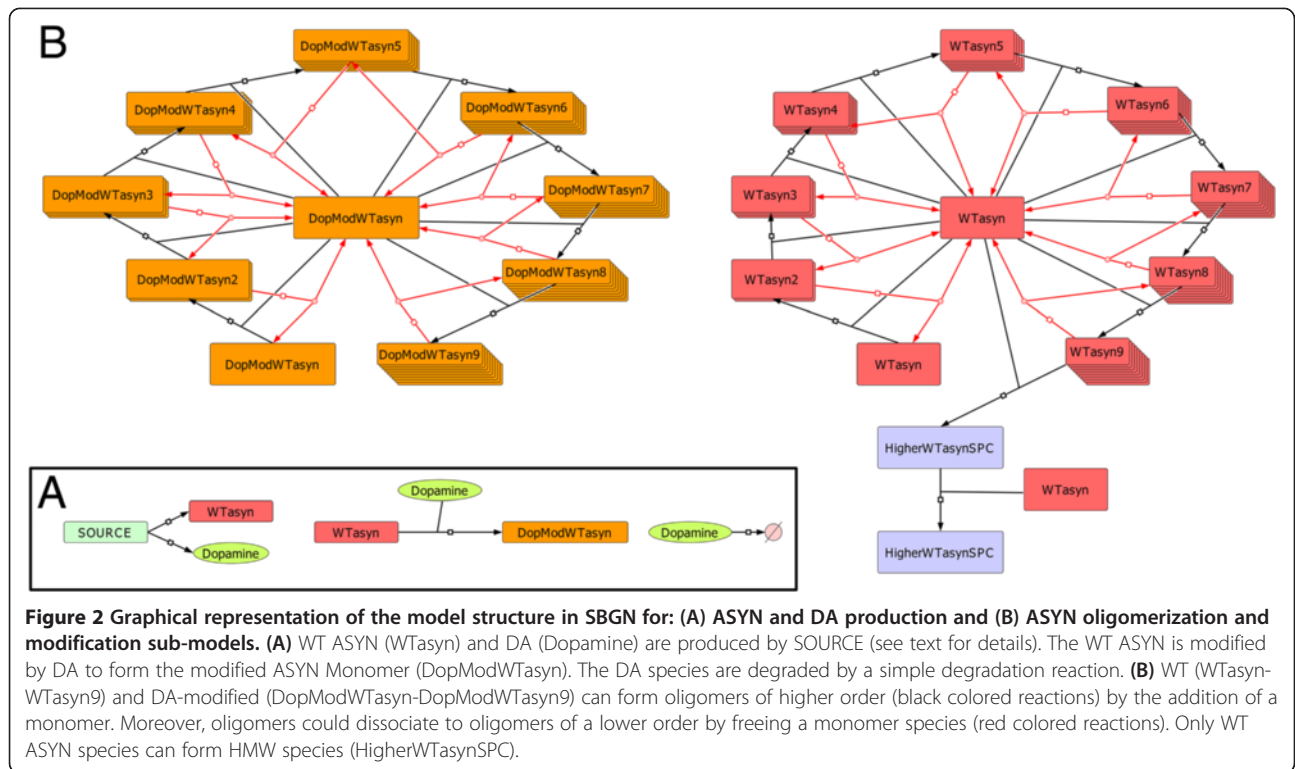 B
DopModWTasyn5
DopModWTasyn4
DopModWTasyn6
DopModWTasyn3
DopModWTasyn7
DopModWTasyn
DopModWTasyn2
DopModWTasyn8
DopModWTasyn
DopModWTasyn9
WTasyn5
WTasyn4
WTasyn6
WTasyn3
WTasyn7
WTasyn
WTasyn2
WTasyn8
WTasyn
WTasyn9
HigherWTasynSPC
WTasyn
HigherWTasynSPC
A
SOURCE
WTasyn
Dopamine
Dopamine
WTasyn
DopModWTasyn
Dopamine
Figure 2 Graphical representation of the model structure in SBGN for: (A) ASYN and DA production and (B) ASYN oligomerization and
modification sub-models. (A) WT ASYN (WTasyn) and DA (Dopamine) are produced by SOURCE (see text for details). The WT ASYN is modified
by DA to form the modified ASYN Monomer (DopModWTasyn). The DA species are degraded by a simple degradation reaction. (B) WT (WTasyn-
WTasyn9) and DA-modified (DopModWTasyn-DopModWTasyn9) can form oligomers of higher order (black colored reactions) by the addition of a
monomer. Moreover, oligomers could dissociate to oligomers of a lower order by freeing a monomer species (red colored reactions). Only WT
ASYN species can form HMW species (HigherWTasynSPC).